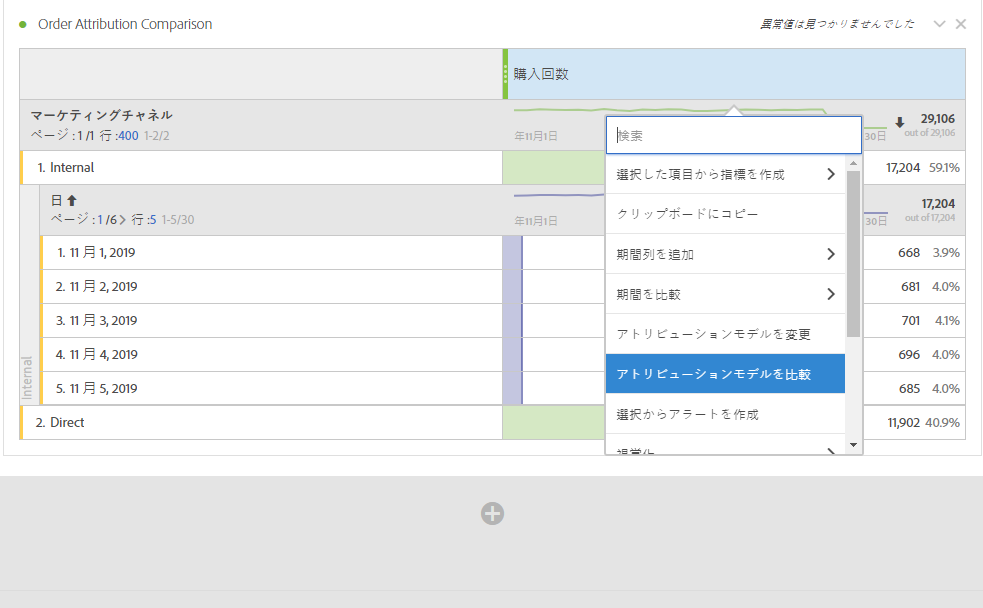 Order Attribution Comparison
異常値は見つかりませんでした
購入回数
マーケティングチャネル
ページ :1 /1 行 :400 1-2/2
年11月1日
30日
29,106
out of 29,106
検索
1. Internal
17,204 59.1%
選択した項目から指標を作成
日
ページ :1 /6 行 :5 1-5/30
年11月1日
30日
17,204
out of 17,204
クリップボードにコピー
1. 11 月 1, 2019
668 3.9%
期間列を追加
2. 11 月 2, 2019
681 4.0%
期間を比較
3. 11 月 3, 2019
701 4.1%
アトリビューションモデルを変更
4. 11 月 4, 2019
696 4.0%
アトリビューションモデルを比較
5. 11 月 5, 2019
685 4.0%
Internal
選択からアラートを作成
2. Direct
11,902 40.9%